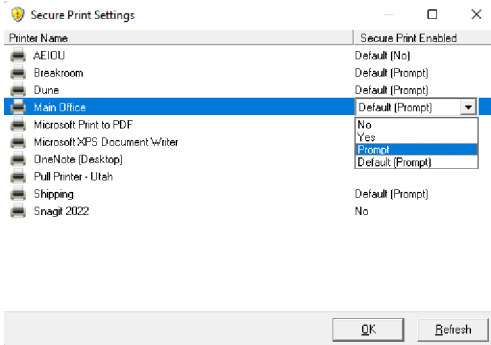 Secure Print Settings
Printer Name Secure Print Enabled
AEIOU Default (No)
Breakroom Default (Prompt)
Dune Default (Prompt)
Main Office Default (Prompt)
Microsoft Print to PDF No
Microsoft XPS Document Writer Yes
Prompt
OneNote (Desktop) Default (Prompt)
Pull Printer - Utah
Shipping Default (Prompt)
Snagit 2022 No
OK Refresh